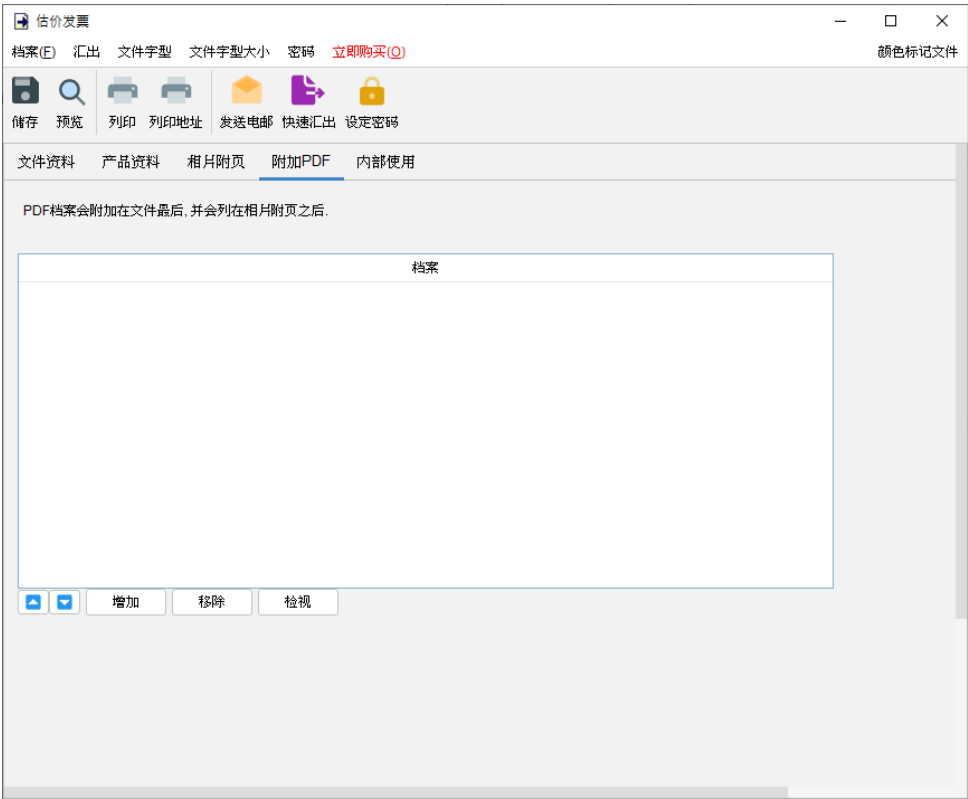 估价发票
档案(F) 汇出 文件字型 文件字型大小 密码 立即购买(O) 颜色标记文件
储存 预览 列印 列印地址 发送电邮 快速汇出 设定密码
文件资料 产品资料 相片附页 附加PDF 内部使用
PDF档案会附加在文件最后, 并会列在相片附页之后.
档案
增加 移除 检视